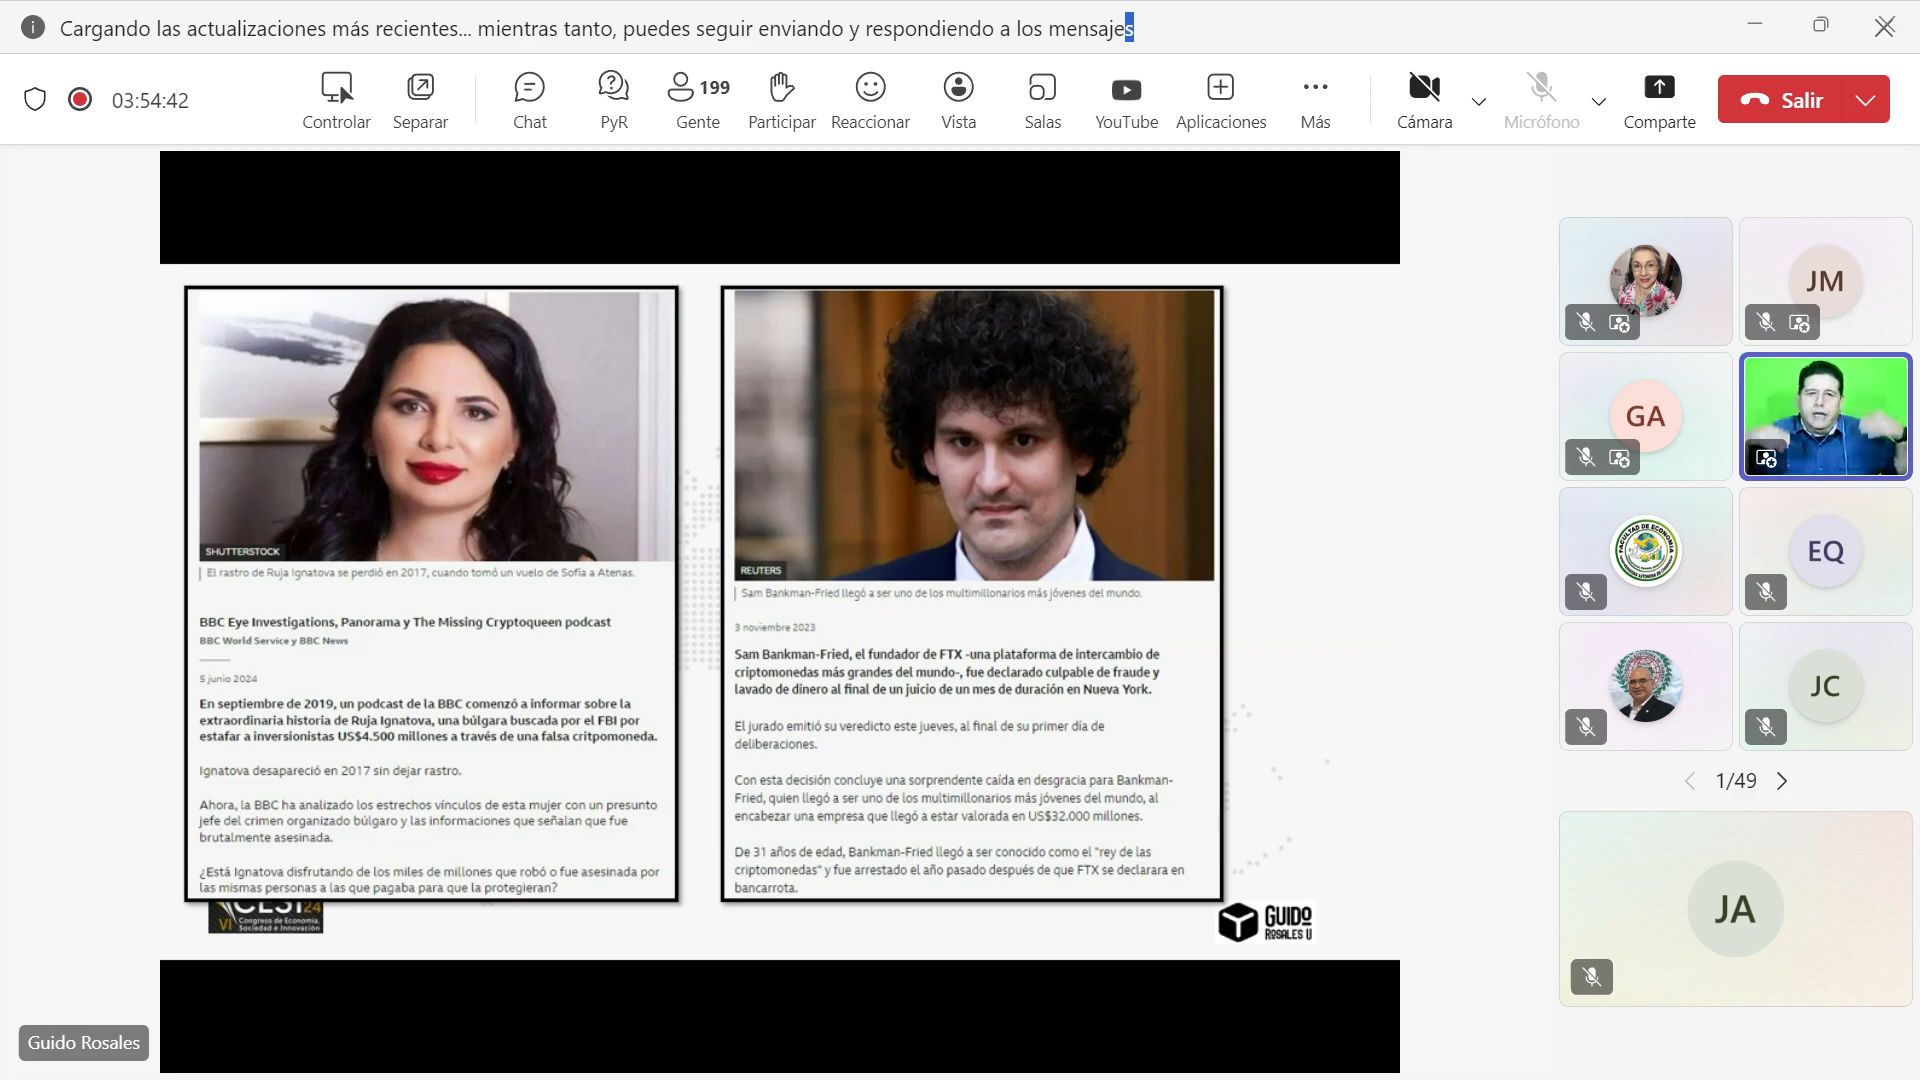 Cargando las actualizaciones más recientes... mientras tanto, puedes seguir enviando y respondiendo a los mensajes
03:54:42
Controlar
Separar
Chat
PyR
199
Gente
Participar
Reaccionar
Vista
Salas
YouTube
Aplicaciones
Más
Cámara
Micrófono
Comparte
Salir
SHUTTERSTOCK
El rastro de Ruja Ignatova se perdió en 2017, cuando tomó un vuelo de Sofía a Atenas.
BBC Eye Investigations, Panorama y The Missing Cryptoqueen podcast
BBC World Service y BBC News
5 junio 2024
En septiembre de 2019, un podcast de la BBC comenzó a informar sobre la
extraordinaria historia de Ruja Ignatova, una búlgara buscada por el FBI por
estafar a inversionistas US$4.500 millones a través de una falsa critpomoneda.
Ignatova desapareció en 2017 sin dejar rastro.
Ahora, la BBC ha analizado los estrechos vínculos de esta mujer con un presunto
jefe del crimen organizado búlgaro y las informaciones que señalan que fue
brutalmente asesinada.
¿Está Ignatova disfrutando de los miles de millones que robó o fue asesinada por
las mismas personas a las que pagaba para que la protegieran?
REUTERS
Sam Bankman-Fried llegó a ser uno de los multimillonarios más jóvenes del mundo.
3 noviembre 2023
Sam Bankman-Fried, el fundador de FTX -una plataforma de intercambio de
criptomonedas más grandes del mundo-, fue declarado culpable de fraude y
lavado de dinero al final de un juicio de un mes de duración en Nueva York.
El jurado emitió su veredicto este jueves, al final de su primer día de
deliberaciones.
Con esta decisión concluye una sorprendente caída en desgracia para Bankman-
Fried, quien llegó a ser uno de los multimillonarios más jóvenes del mundo, al
encabezar una empresa que llegó a estar valorada en US$32.000 millones.
De 31 años de edad, Bankman-Fried llegó a ser conocido como el "rey de las
criptomonedas" y fue arrestado el año pasado después de que FTX se declarara en
bancarrota.
VI CESI 24
Congreso de Economía,
Sociedad e Innovación
GUIDO
ROSALES U
Guido Rosales
JM
GA
FACULTAD DE ECONOMIA
EQ
JC
1/49
JA